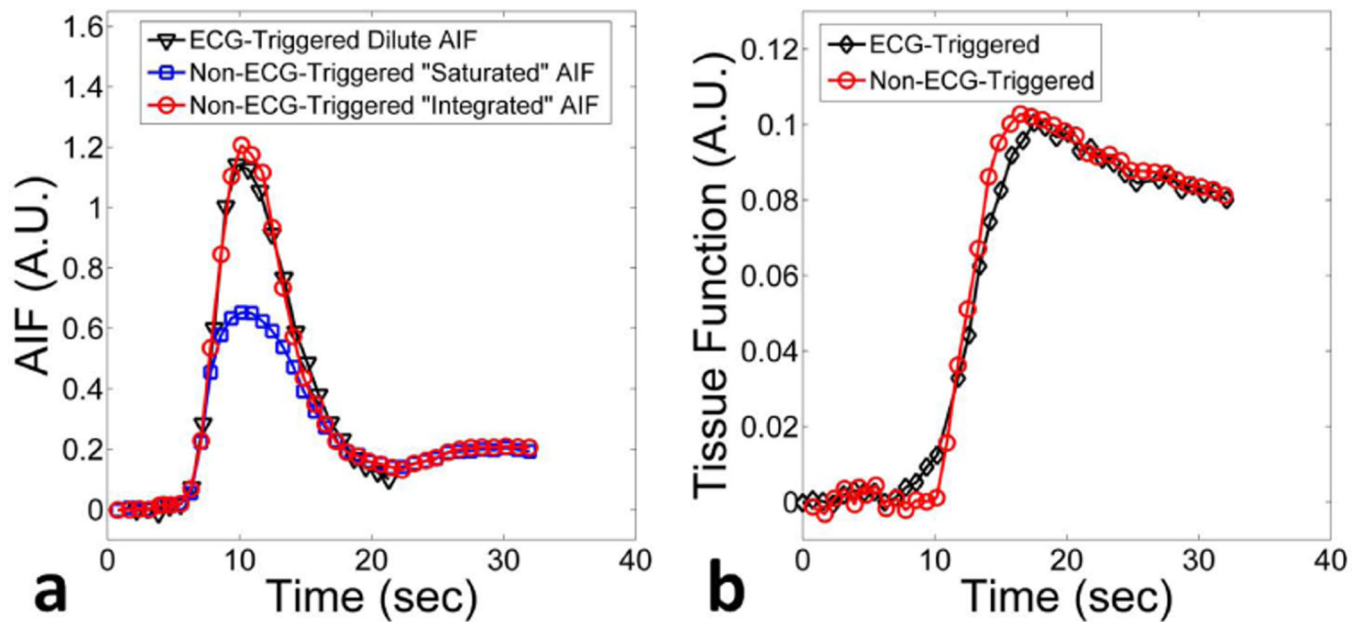 1.6
1.4
1.2
1
0.8
0.6
0.4
0.2
0
AIF (A.U.)
ECG-Triggered Dilute AIF
Non-ECG-Triggered "Saturated" AIF
Non-ECG-Triggered "Integrated" AIF
0 10 20 30 40
Time (sec)
a
0.12
0.1
0.08
0.06
0.04
0.02
0
Tissue Function (A.U.)
ECG-Triggered
Non-ECG-Triggered
0 10 20 30 40
Time (sec)
b